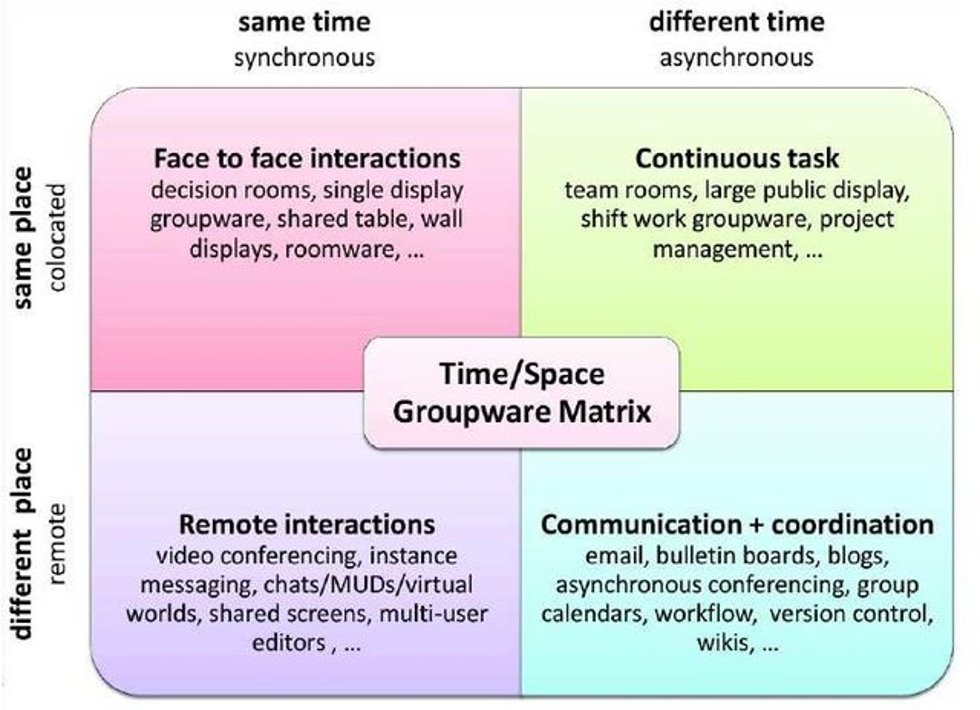 same time
synchronous
different time
asynchronous
same place
colocated
Face to face interactions
decision rooms, single display
groupware, shared table, wall
displays, roomware, ...
Continuous task
team rooms, large public display,
shift work groupware, project
management, ...
Time/Space
Groupware Matrix
different place
remote
Remote interactions
video conferencing, instance
messaging, chats/MUDs/virtual
worlds, shared screens, multi-user
editors , ...
Communication + coordination
email, bulletin boards, blogs,
asynchronous conferencing, group
calendars, workflow, version control,
wikis, ...